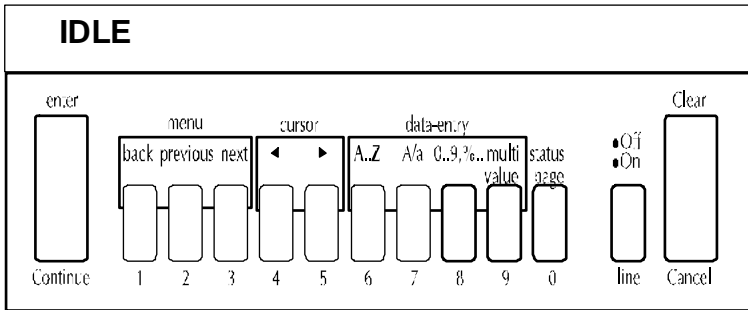 IDLE
enter Clear
menu cursor data-entry
back previous next ◄ ► A..Z A/a 0..9,%.. multi value status page
●Off
●On
Continue 1 2 3 4 5 6 7 8 9 0 line Cancel